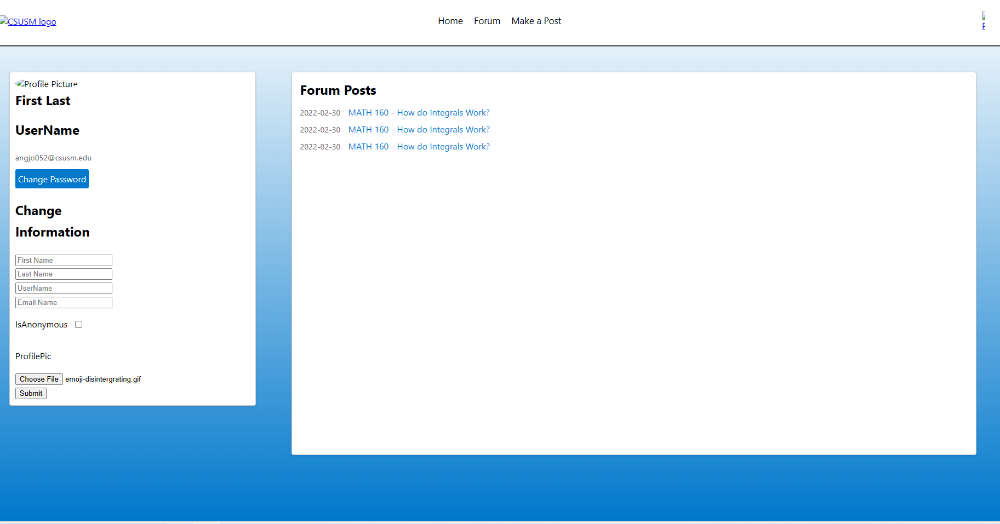 CSUSM logo
Home Forum Make a Post
P
Profile Picture
First Last
UserName
angjo052@csusm.edu
Change Password
Change
Information
First Name
Last Name
UserName
Email Name
IsAnonymous
ProfilePic
Choose File emoji-disintergrating.gif
Submit
Forum Posts
2022-02-30 MATH 160 - How do Integrals Work?
2022-02-30 MATH 160 - How do Integrals Work?
2022-02-30 MATH 160 - How do Integrals Work?